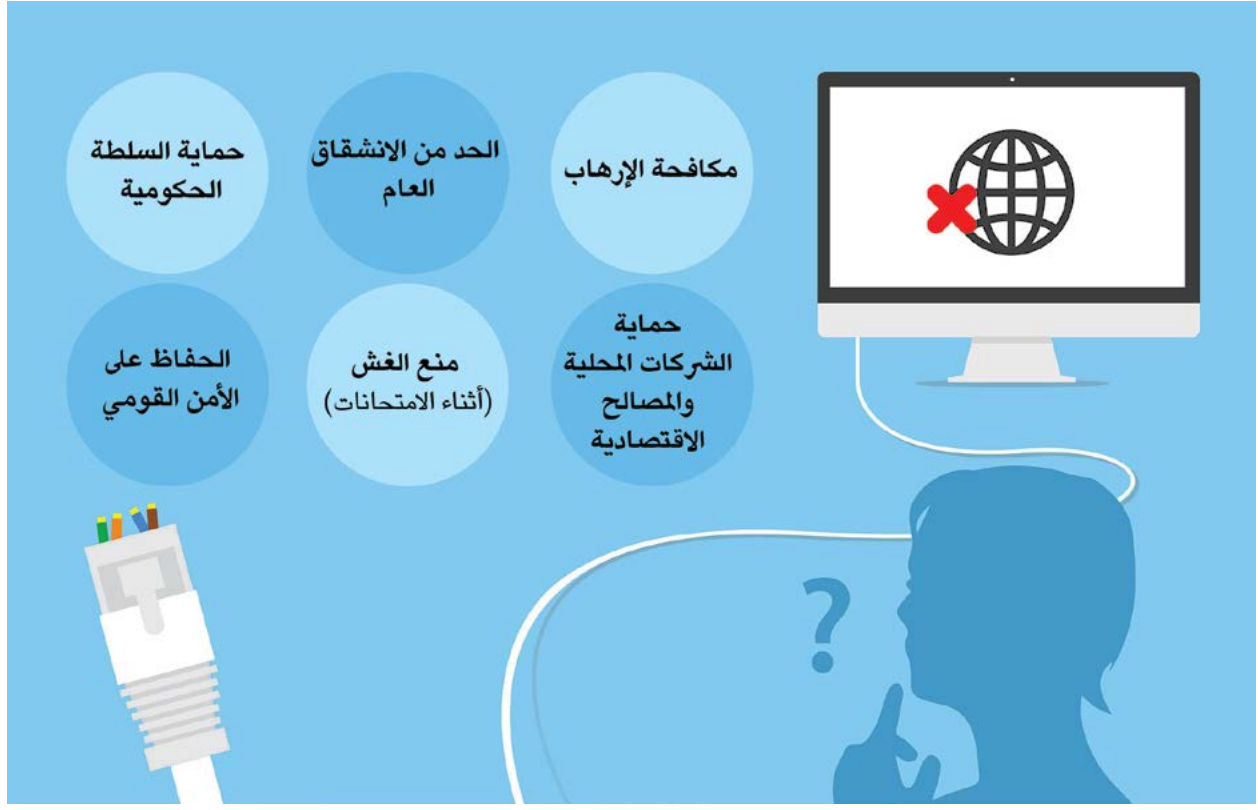 مكافحة الإرهاب
الحد من الانشقاق
العام
حماية السلطة
الحكومية
حماية
الشركات المحلية
والمصالح
الاقتصادية
منع الغش
(أثناء الامتحانات)
الحفاظ على
الأمن القومي
?